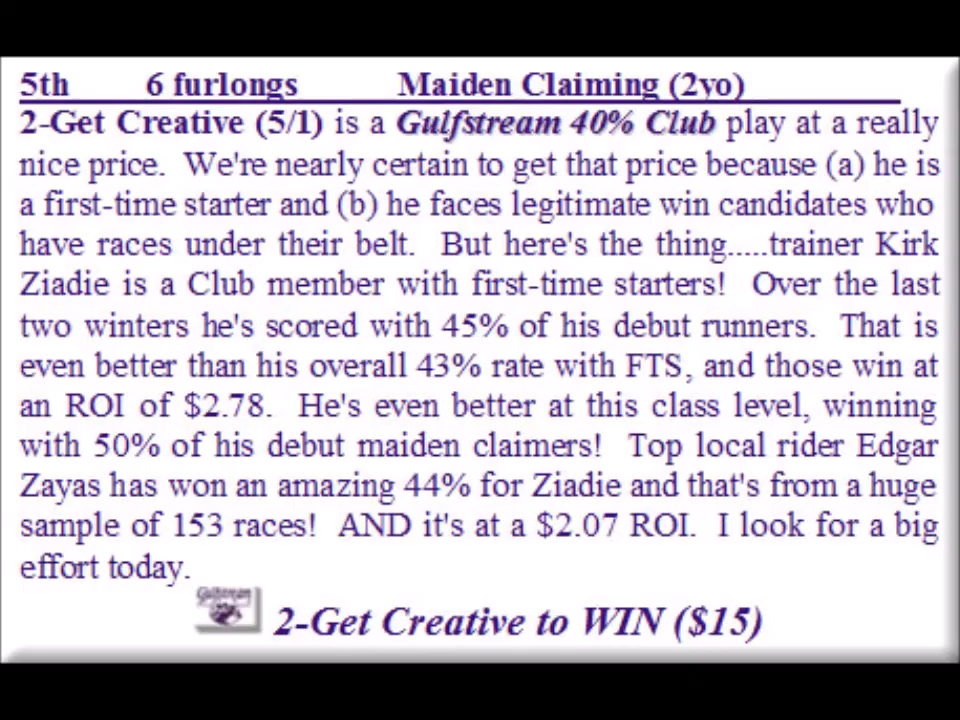 5th 6 furlongs Maiden Claiming (2yo)
2-Get Creative (5/1) is a Gulfstream 40% Club play at a really
nice price. We're nearly certain to get that price because (a) he is
a first-time starter and (b) he faces legitimate win candidates who
have races under their belt. But here's the thing.....trainer Kirk
Ziadie is a Club member with first-time starters! Over the last
two winters he's scored with 45% of his debut runners. That is
even better than his overall 43% rate with FTS, and those win at
an ROI of $2.78. He's even better at this class level, winning
with 50% of his debut maiden claimers! Top local rider Edgar
Zayas has won an amazing 44% for Ziadie and that's from a huge
sample of 153 races! AND it's at a $2.07 ROI. I look for a big
effort today.
Gulfstream
2-Get Creative to WIN ($15)